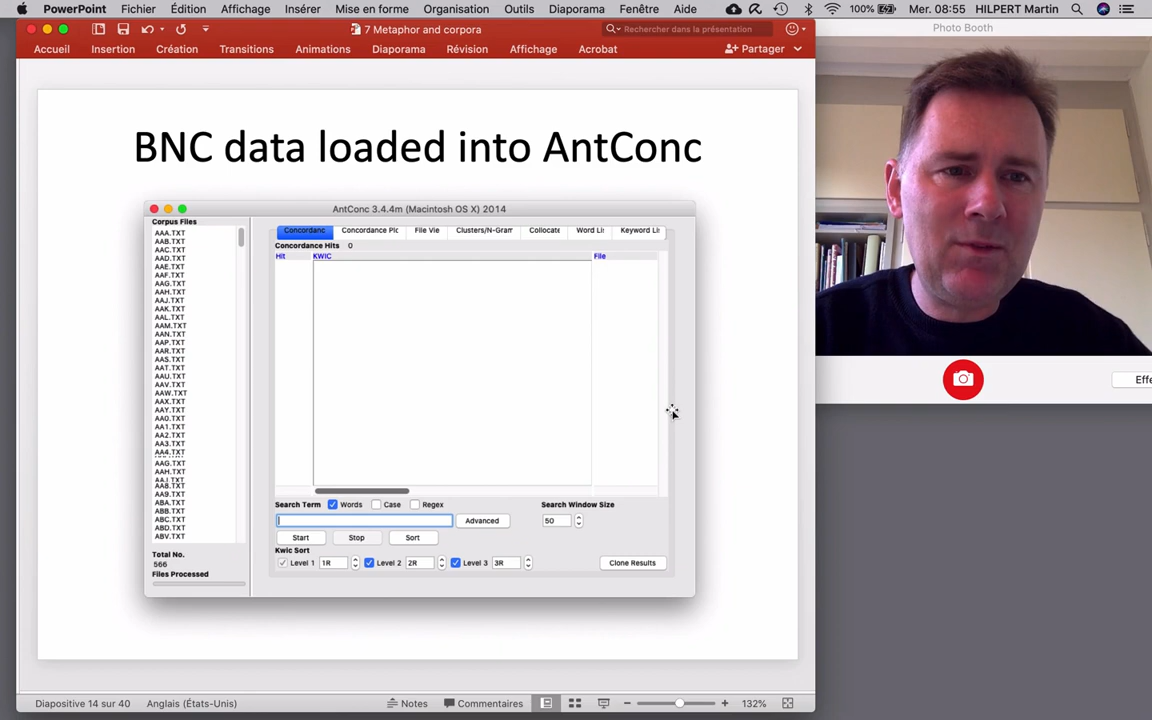 PowerPoint Fichier Édition Affichage Insérer Mise en forme Organisation Outils Diaporama Fenêtre Aide 100% Mer. 08:55 HILPERT Martin
7 Metaphor and corpora
Rechercher dans la présentation
Photo Booth
Accueil Insertion Création Transitions Animations Diaporama Révision Affichage Acrobat Partager
BNC data loaded into AntConc
AntConc 3.4.4m (Macintosh OS X) 2014
Corpus Files
Concordanc Concordance Plc File Vie Clusters/N-Gram Collocate Word Lis Keyword Lis
Concordance Hits 0
Hit KWIC File
AAA.TXT
AAB.TXT
AAC.TXT
AAD.TXT
AAE.TXT
AAF.TXT
AAG.TXT
AAH.TXT
AAJ.TXT
AAK.TXT
AAL.TXT
AAM.TXT
AAN.TXT
AAP.TXT
AAR.TXT
AAS.TXT
AAT.TXT
AAU.TXT
AAV.TXT
AAW.TXT
AAX.TXT
AAY.TXT
AA0.TXT
AA1.TXT
AA2.TXT
AA3.TXT
AA4.TXT
AAG.TXT
AAH.TXT
AA8.TXT
AA9.TXT
ABA.TXT
ABB.TXT
ABC.TXT
ABD.TXT
ABV.TXT
Total No.
566
Files Processed
Search Term Words Case Regex Search Window Size
Advanced 50
Start Stop Sort
Kwic Sort
Level 1 1R Level 2 2R Level 3 3R Clone Results
Effe
Diapositive 14 sur 40 Anglais (États-Unis) Notes Commentaires 132%